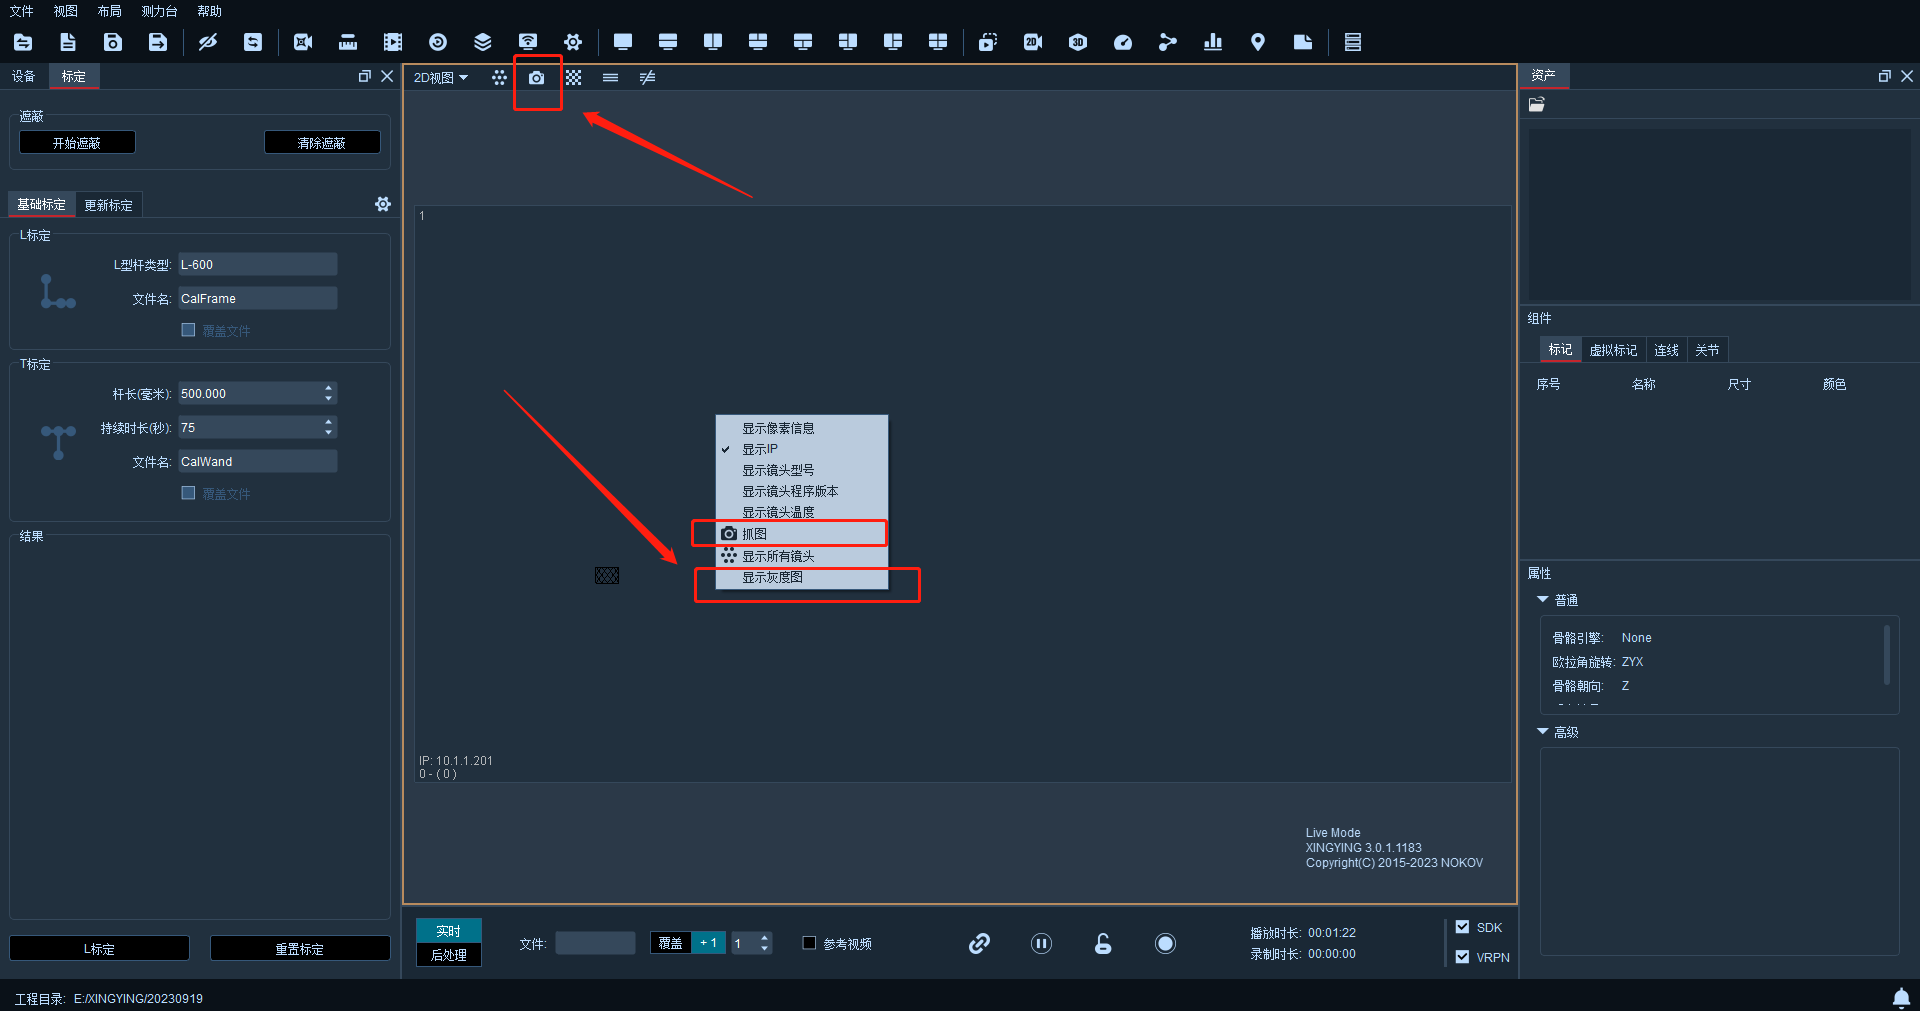 文件 视图 布局 测力台 帮助
设备 标定
遮蔽
开始遮蔽 清除遮蔽
基础标定 更新标定
L标定
L型杆类型: L-600
文件名: CalFrame
覆盖文件
T标定
杆长(毫米): 500.000
持续时长(秒): 75
文件名: CalWand
覆盖文件
结果
L标定 重置标定
2D视图
2D 3D
1
显示像素信息
显示IP
显示镜头型号
显示镜头程序版本
显示镜头温度
抓图
显示所有镜头
显示灰度图
IP: 10.1.1.201
0 - ( 0 )
Live Mode
XINGYING 3.0.1.1183
Copyright(C) 2015-2023 NOKOV
实时
后处理
文件: 覆盖 + 1 1 参考视频
播放时长: 00:01:22
录制时长: 00:00:00
SDK
VRPN
资产
组件
标记 虚拟标记 连线 关节
序号 名称 尺寸 颜色
属性
普通
骨骼引擎: None
欧拉角旋转: ZYX
骨骼朝向: Z
高级
工程目录: E:/XINGYING/20230919